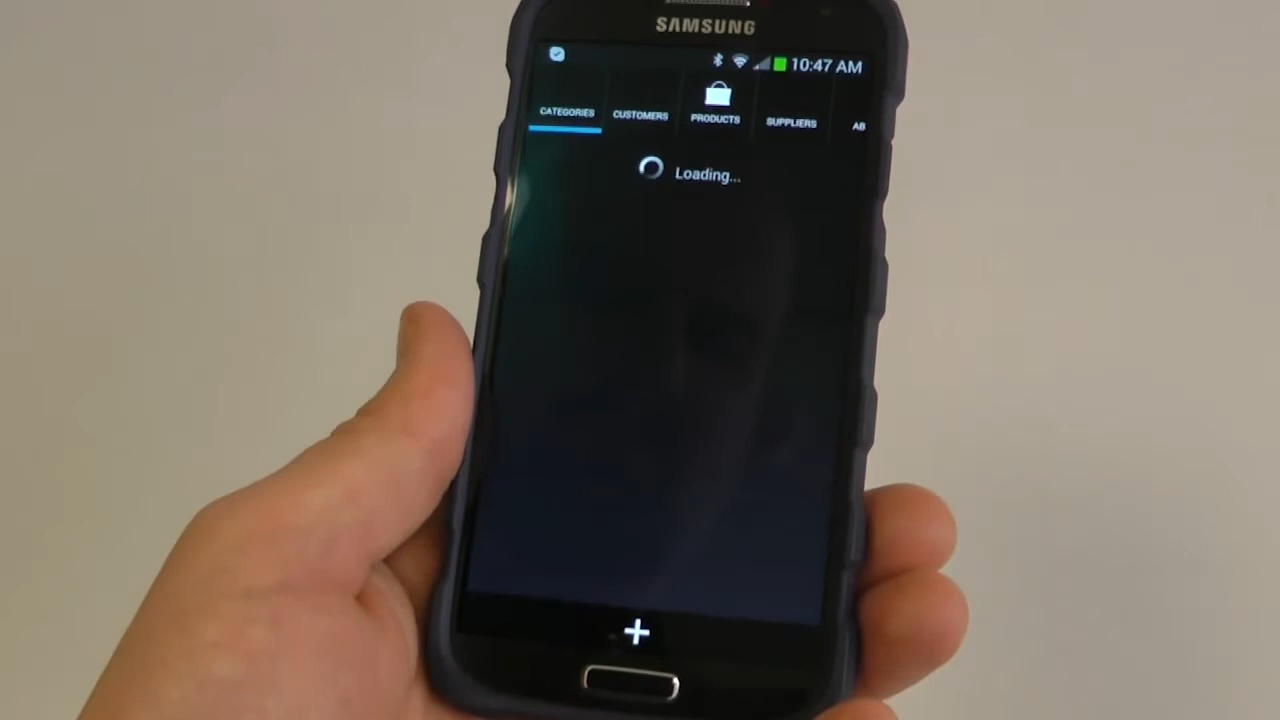 SAMSUNG
10:47 AM
CATEGORIES CUSTOMERS PRODUCTS SUPPLIERS AB
Loading...
+